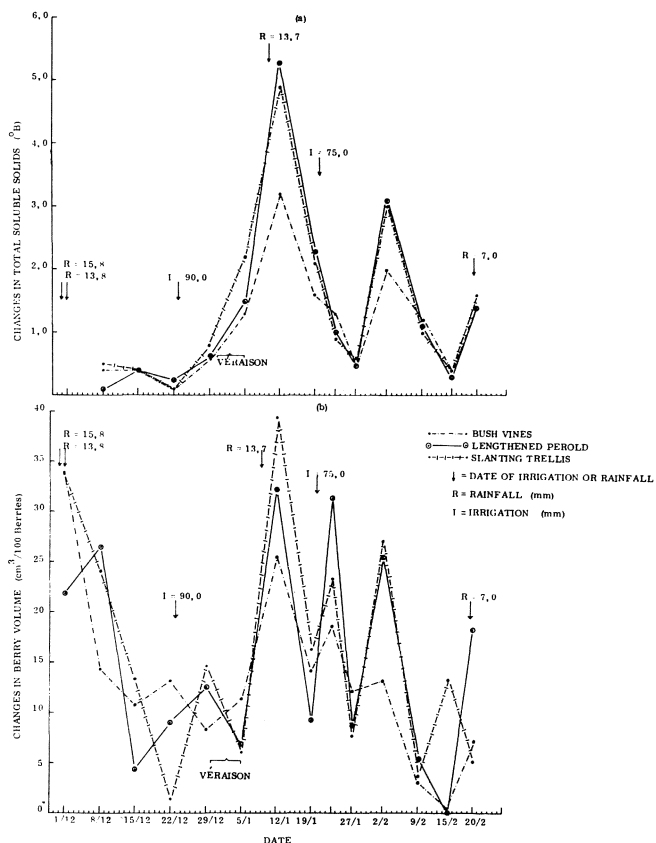 (a)
6,0
5,0
4,0
3,0
2,0
1,0
CHANGES IN TOTAL SOLUBLE SOLIDS (°B)
R = 15,8
R = 13,8
I = 90,0
R = 13,7
I = 75,0
R = 7,0
VÉRAISON
(b)
40
35
30
25
20
15
10
5
0
CHANGES IN BERRY VOLUME (cm³/100 Berries)
R = 15,8
R = 13,8
I = 90,0
R = 13,7
I = 75,0
R = 7,0
VÉRAISON
BUSH VINES
LENGTHENED PEROLD
SLANTING TRELLIS
= DATE OF IRRIGATION OR RAINFALL
R = RAINFALL (mm)
I = IRRIGATION (mm)
1/12 8/12 15/12 22/12 29/12 5/1 12/1 19/1 27/1 2/2 9/2 15/2 20/2
DATE